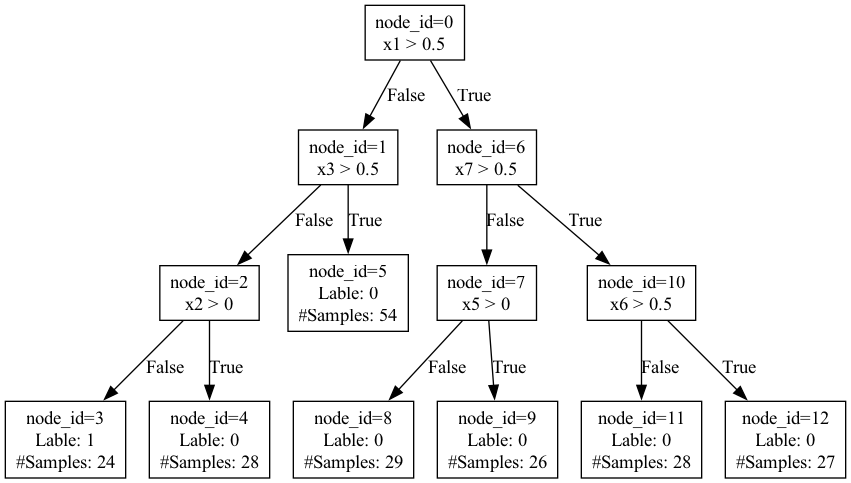 node_id=0
x1 > 0.5
False
True
node_id=1
x3 > 0.5
node_id=6
x7 > 0.5
False
True
False
True
node_id=2
x2 > 0
node_id=5
Lable: 0
#Samples: 54
node_id=7
x5 > 0
node_id=10
x6 > 0.5
False
True
False
True
False
True
node_id=3
Lable: 1
#Samples: 24
node_id=4
Lable: 0
#Samples: 28
node_id=8
Lable: 0
#Samples: 29
node_id=9
Lable: 0
#Samples: 26
node_id=11
Lable: 0
#Samples: 28
node_id=12
Lable: 0
#Samples: 27